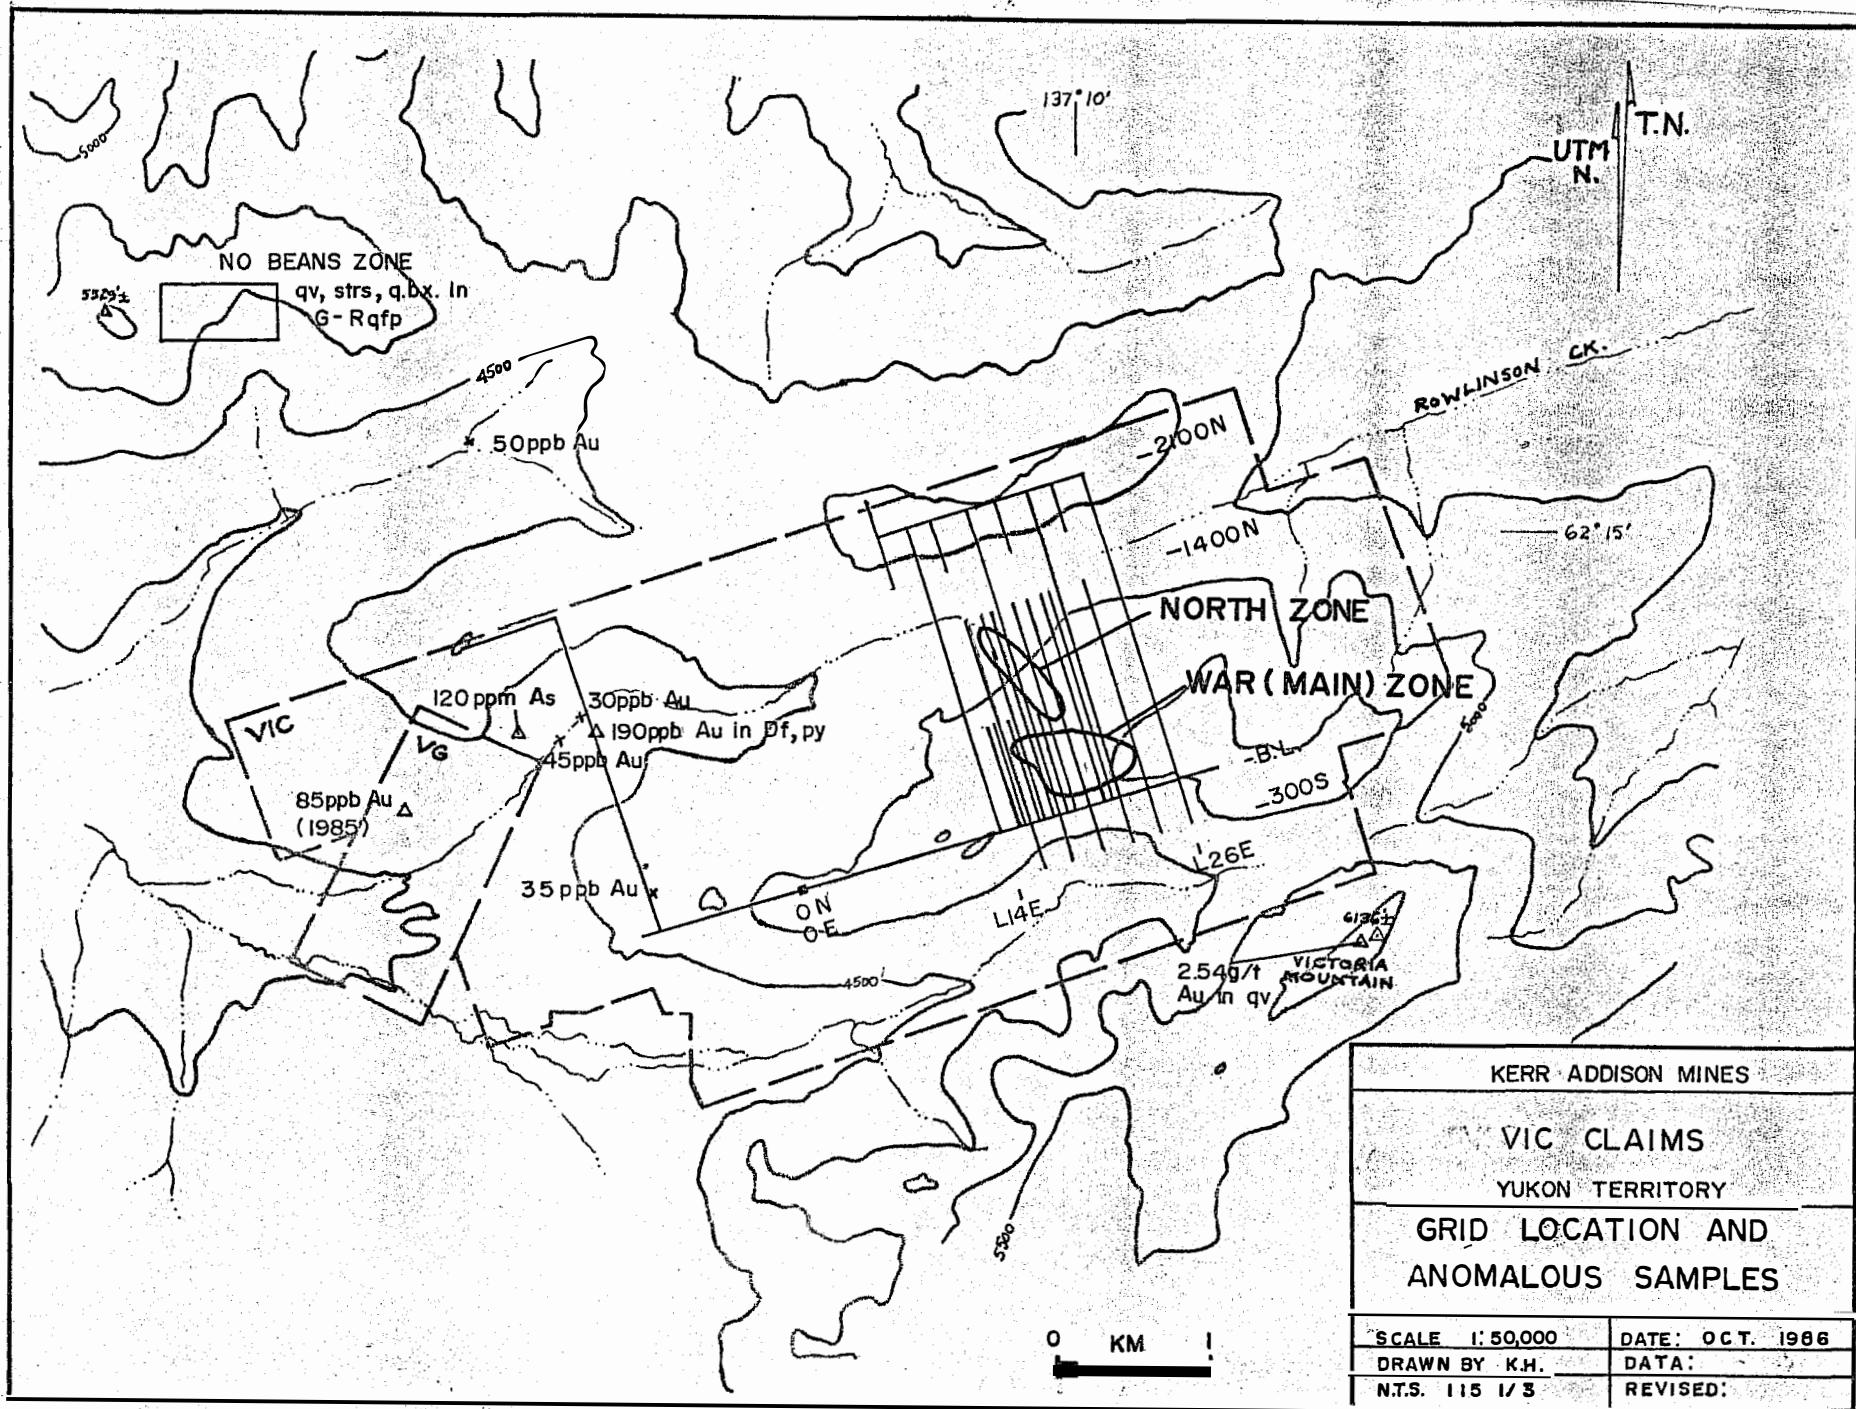 137°10'
T.N.
UTM
N.
5000
NO BEANS ZONE
5529'±
qv, strs, q.bx. In
G-Rqfp
4500
ROWLINSON CK.
50ppb Au
-2100N
-1400N
62°15'
NORTH ZONE
WAR (MAIN) ZONE
120 ppm As
30ppb Au
190ppb Au in Df, py
VIC
VG
45ppb Au
5000
-B.L.
85ppb Au
(1985)
-300S
L26E
35 ppb Au
0 N
0 E
L14E
6136'±
2.54g/t
Au in qv
VICTORIA
MOUNTAIN
4500'
5500
KERR ADDISON MINES
VIC CLAIMS
YUKON TERRITORY
GRID LOCATION AND
ANOMALOUS SAMPLES
0 KM 1
SCALE 1:50,000
DATE: OCT. 1986
DRAWN BY K.H.
DATA:
N.T.S. 115 I/3
REVISED: